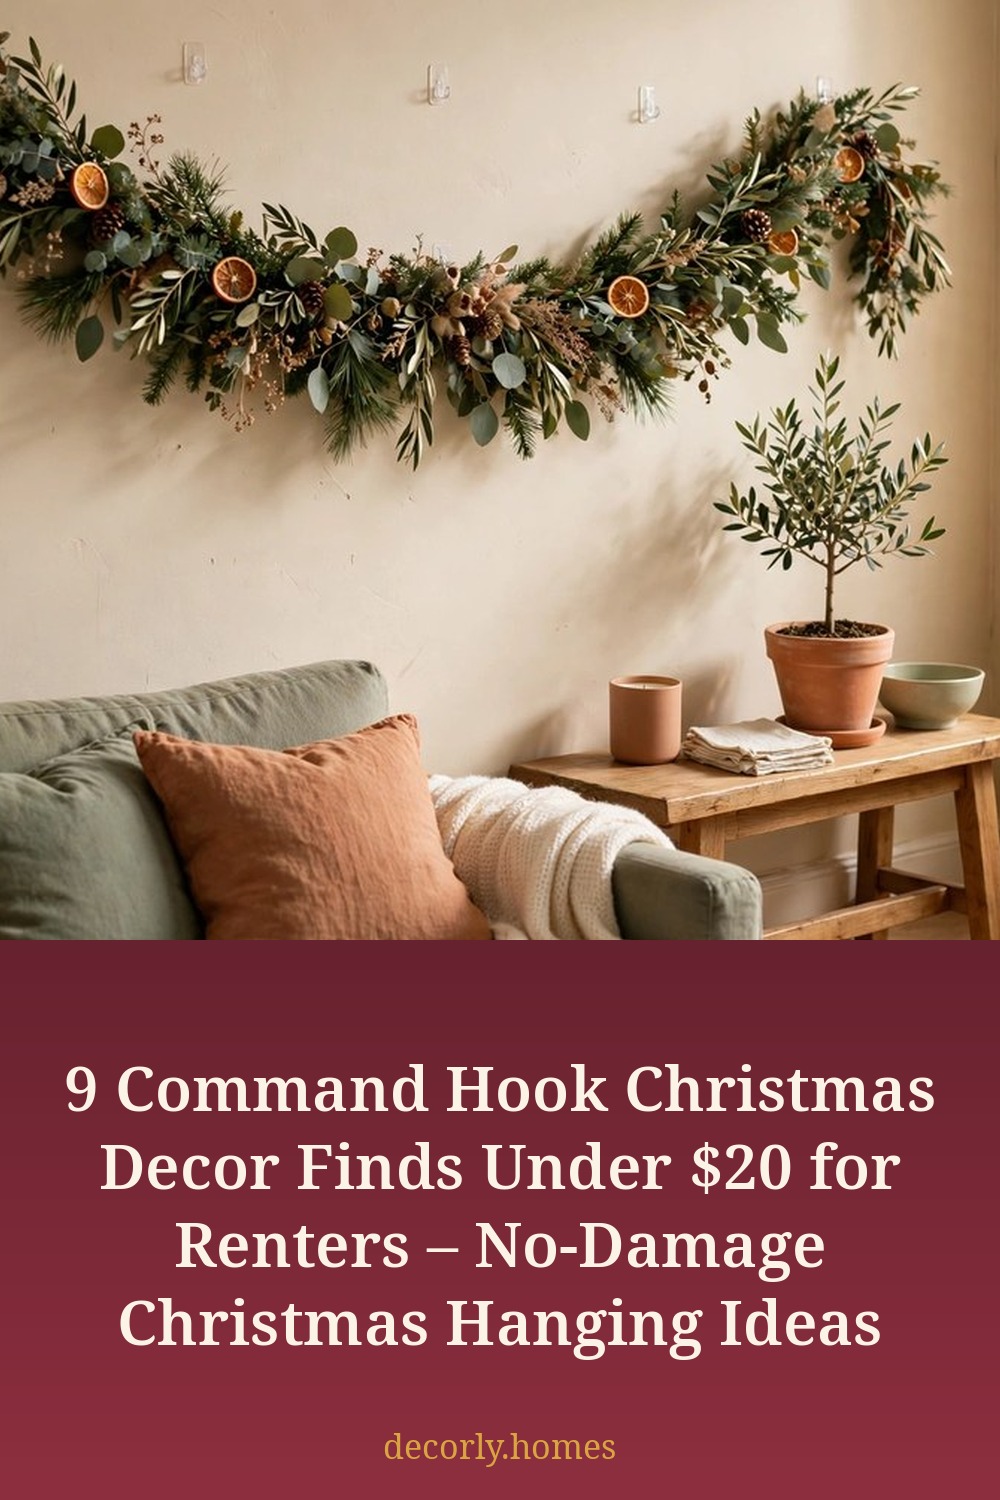 9 Command Hook Christmas
Decor Finds Under $20 for
Renters – No-Damage
Christmas Hanging Ideas
decorly.homes